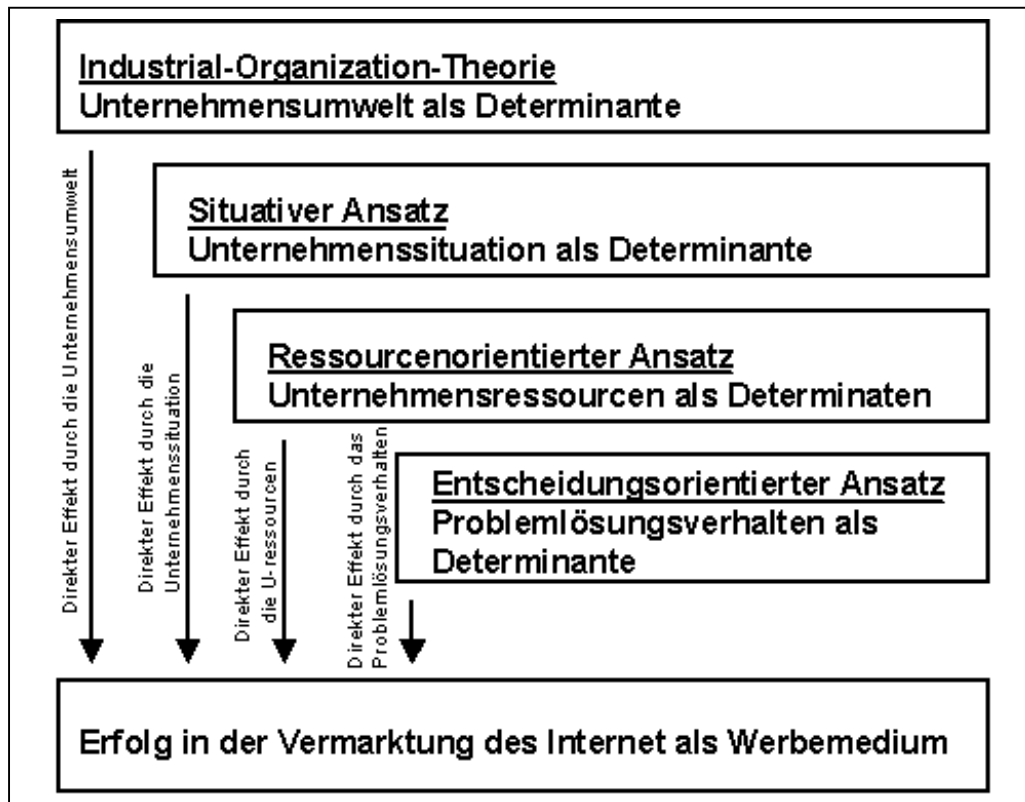 Industrial-Organization-Theorie
Unternehmensumwelt als Determinante
Situativer Ansatz
Unternehmenssituation als Determinante
Ressourcenorientierter Ansatz
Unternehmensressourcen als Determinaten
Entscheidungsorientierter Ansatz
Problemlösungsverhalten als
Determinante
Direkter Effekt durch die Unternehmensumwelt
Direkter Effekt durch die
Unternehmenssituation
Direkter Effekt durch
die U-ressourcen
Direkter Effekt durch das
Problemlösungsverhalten
Erfolg in der Vermarktung des Internet als Werbemedium